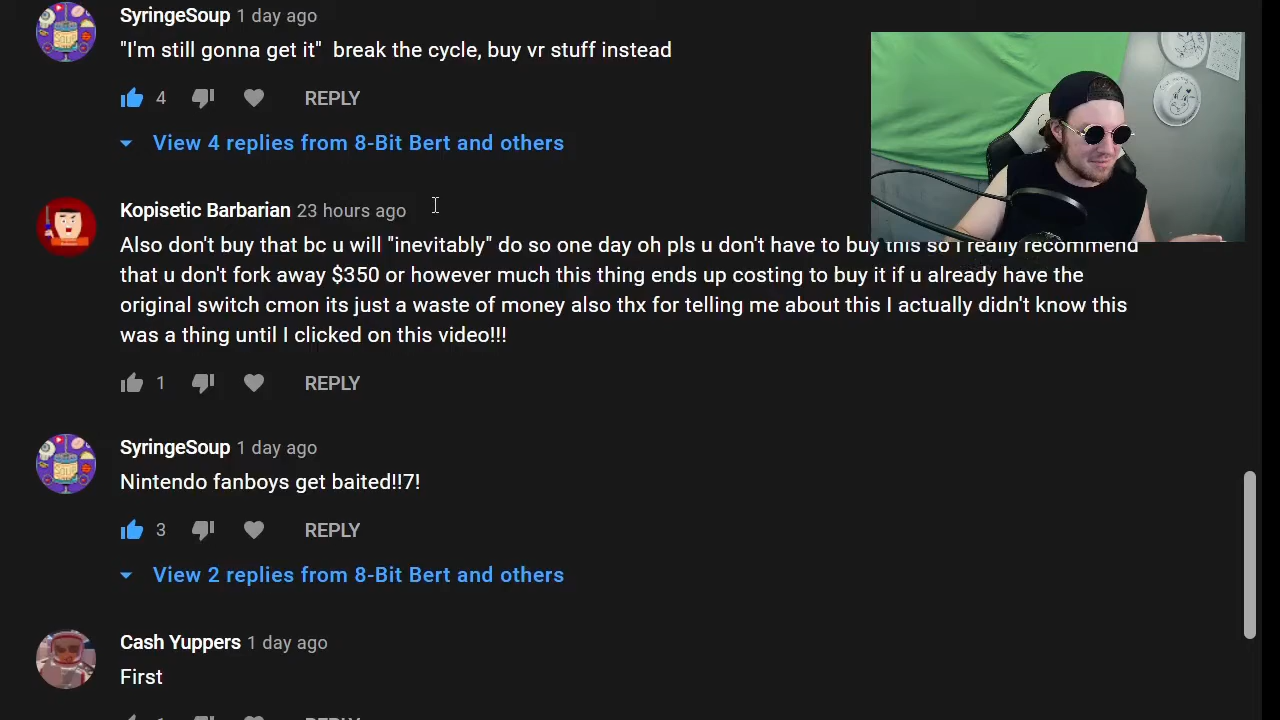 SyringeSoup 1 day ago
"I'm still gonna get it" break the cycle, buy vr stuff instead
4 REPLY
View 4 replies from 8-Bit Bert and others
Kopisetic Barbarian 23 hours ago
Also don't buy that bc u will "inevitably" do so one day oh pls u don't have to buy this so I really recommend
that u don't fork away $350 or however much this thing ends up costing to buy it if u already have the
original switch cmon its just a waste of money also thx for telling me about this I actually didn't know this
was a thing until I clicked on this video!!!
1 REPLY
SyringeSoup 1 day ago
Nintendo fanboys get baited!!7!
3 REPLY
View 2 replies from 8-Bit Bert and others
Cash Yuppers 1 day ago
First
REPLY